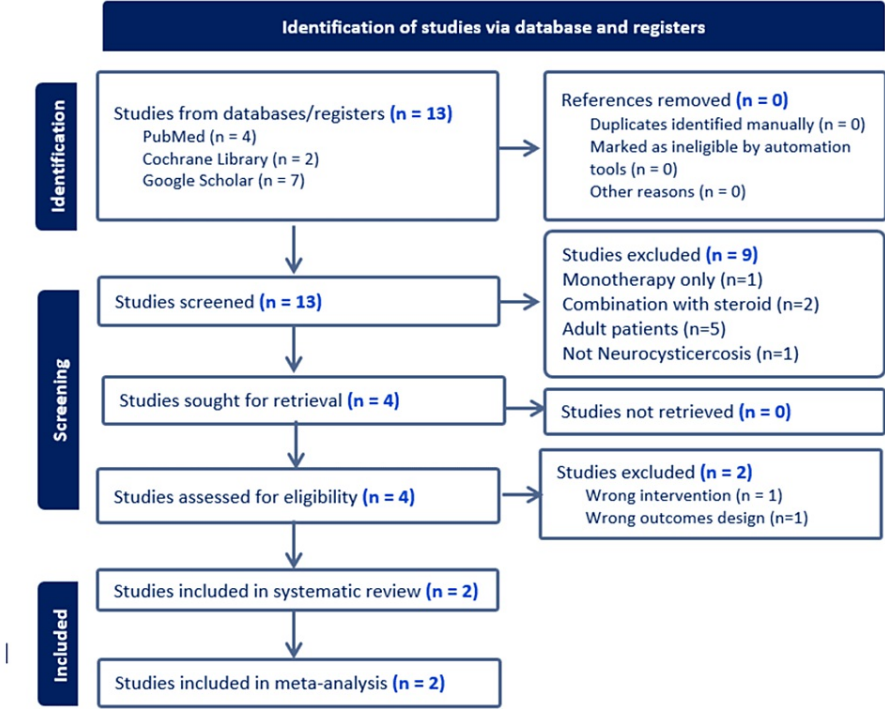 Identification of studies via database and registers
Identification
Studies from databases/registers (n = 13)
PubMed (n = 4)
Cochrane Library (n = 2)
Google Scholar (n = 7)
References removed (n = 0)
Duplicates identified manually (n = 0)
Marked as ineligible by automation
tools (n = 0)
Other reasons (n = 0)
Screening
Studies screened (n = 13)
Studies excluded (n = 9)
Monotherapy only (n=1)
Combination with steroid (n=2)
Adult patients (n=5)
Not Neurocysticercosis (n=1)
Studies sought for retrieval (n = 4)
Studies not retrieved (n = 0)
Studies assessed for eligibility (n = 4)
Studies excluded (n = 2)
Wrong intervention (n = 1)
Wrong outcomes design (n=1)
Included
Studies included in systematic review (n = 2)
Studies included in meta-analysis (n = 2)